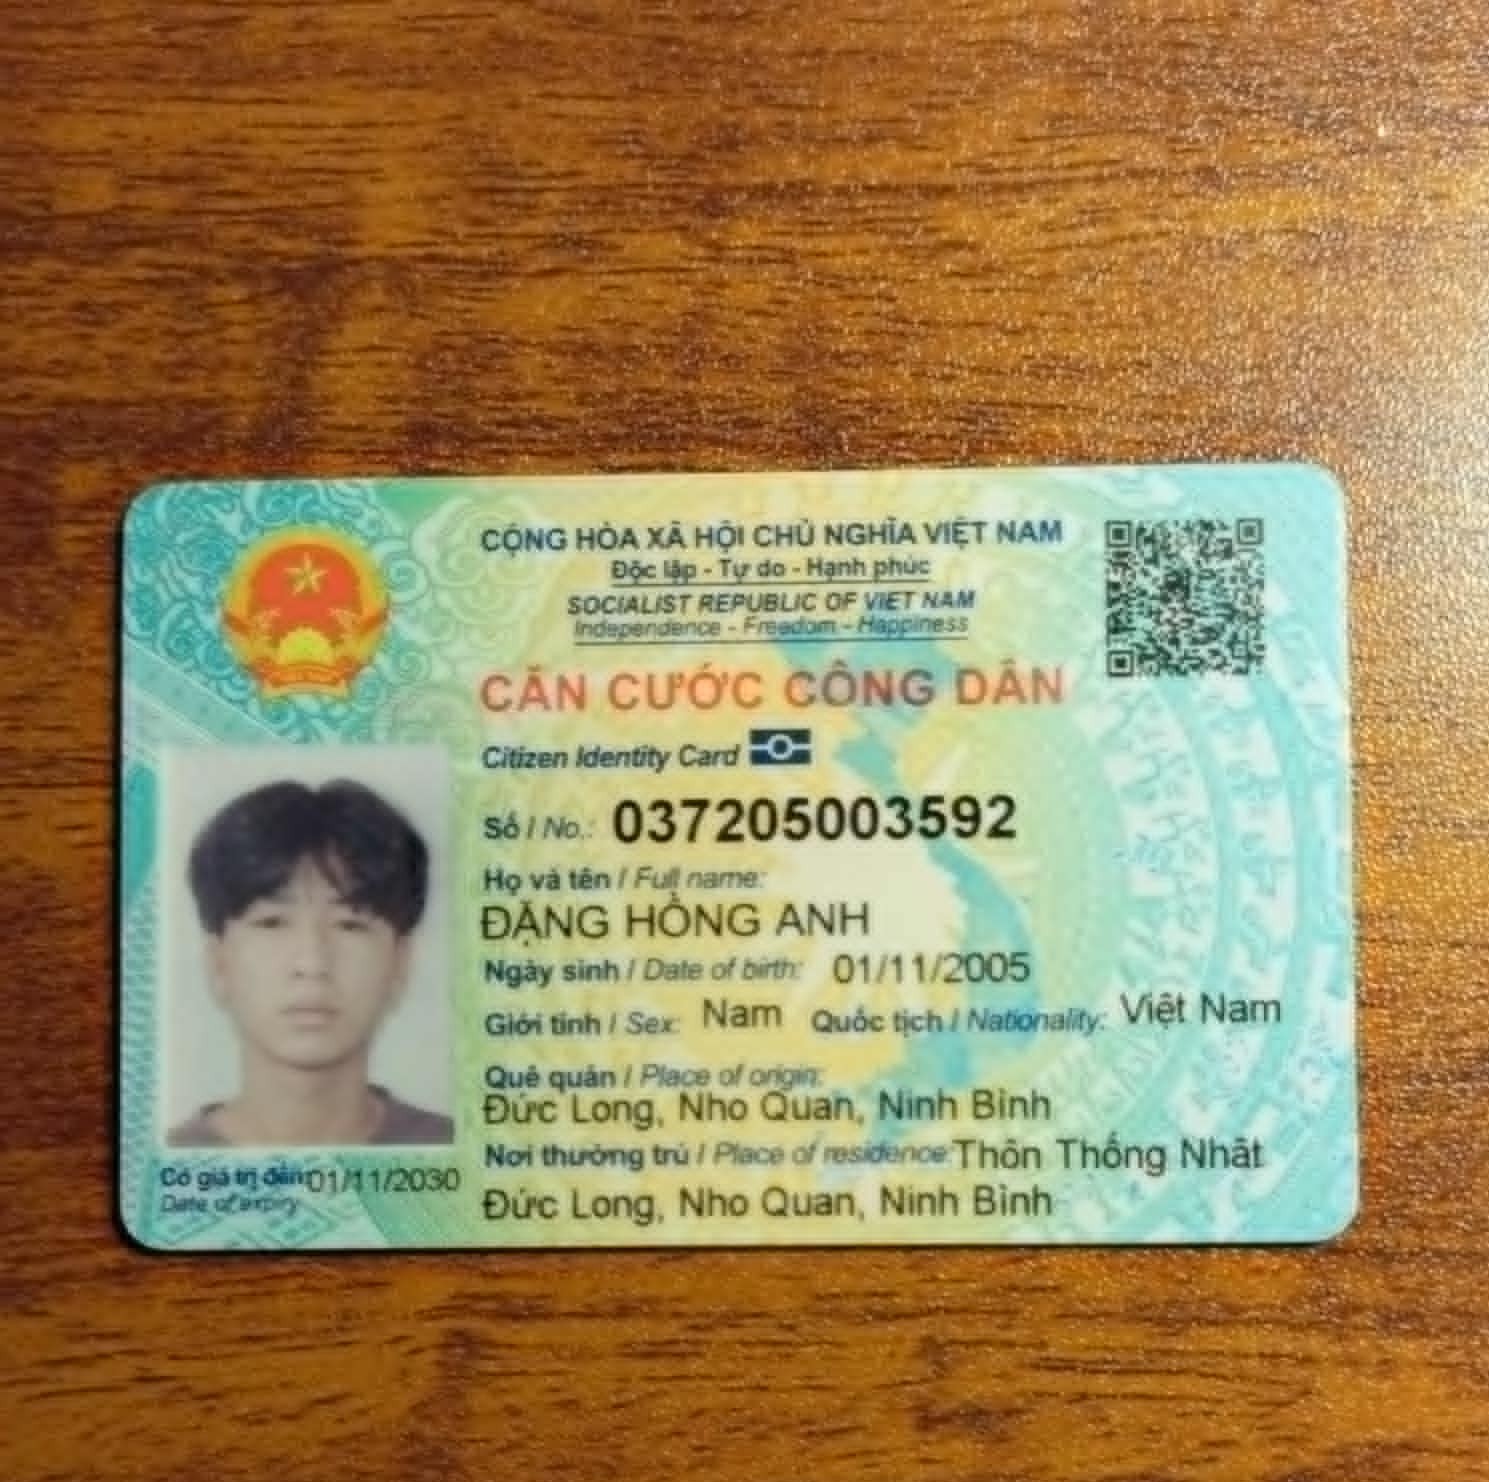 CỘNG HÒA XÃ HỘI CHỦ NGHĨA VIỆT NAM
Độc lập - Tự do - Hạnh phúc
SOCIALIST REPUBLIC OF VIET NAM
Independence - Freedom - Happiness
CĂN CƯỚC CÔNG DÂN
Citizen Identity Card
Số / No.: 037205003592
Họ và tên / Full name:
ĐẶNG HỒNG ANH
Ngày sinh / Date of birth: 01/11/2005
Giới tính / Sex: Nam Quốc tịch / Nationality: Việt Nam
Quê quán / Place of origin:
Đức Long, Nho Quan, Ninh Bình
Nơi thường trú / Place of residence: Thôn Thống Nhất
Đức Long, Nho Quan, Ninh Bình
Có giá trị đến: 01/11/2030
Date of expiry